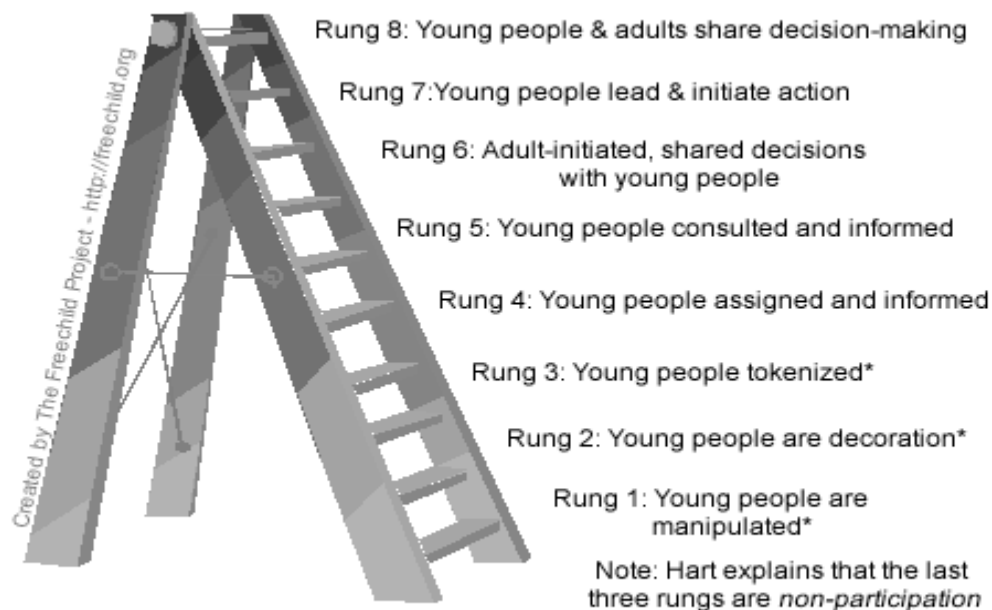 Rung 8: Young people & adults share decision-making
Rung 7:Young people lead & initiate action
Rung 6: Adult-initiated, shared decisions
with young people
Rung 5: Young people consulted and informed
Rung 4: Young people assigned and informed
Rung 3: Young people tokenized*
Rung 2: Young people are decoration*
Rung 1: Young people are
manipulated*
Note: Hart explains that the last
three rungs are non-participation
Created by The Freechild Project - http://freechild.org